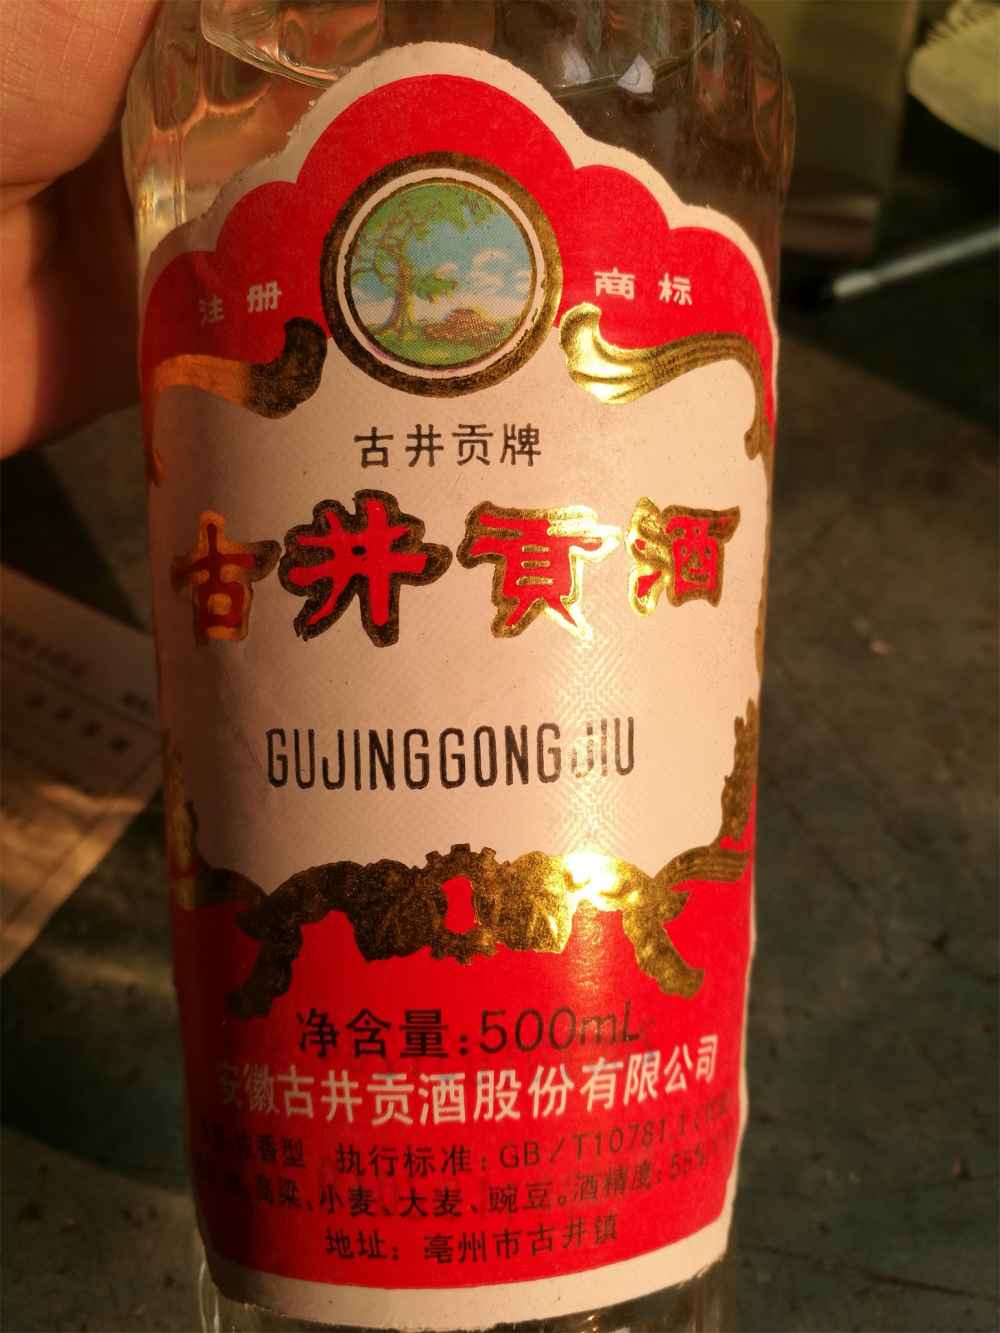 注册 商标
古井贡牌
古井贡酒
GUJINGGONGJIU
净含量:500mL
安徽古井贡酒股份有限公司
香型 执行标准:GB/T10781.1
高粱、小麦、大麦、豌豆。酒精度:55%
地址:亳州市古井镇